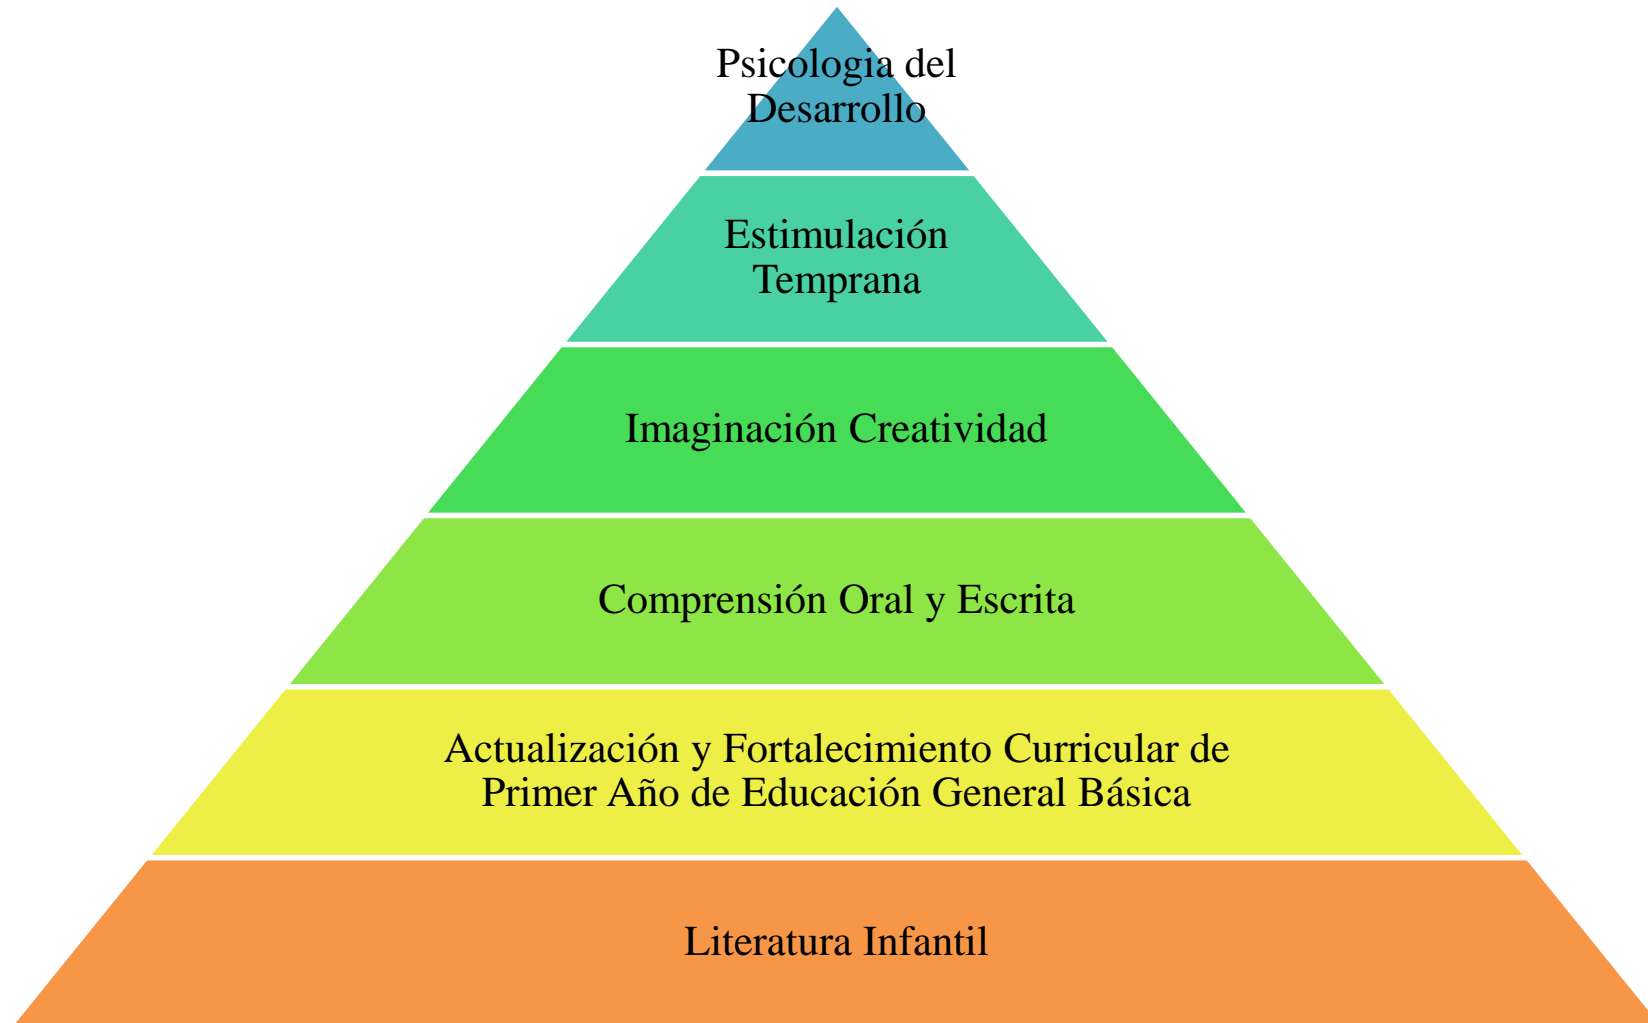 Psicologia del
Desarrollo
Estimulación
Temprana
Imaginación Creatividad
Comprensión Oral y Escrita
Actualización y Fortalecimiento Curricular de
Primer Año de Educación General Básica
Literatura Infantil